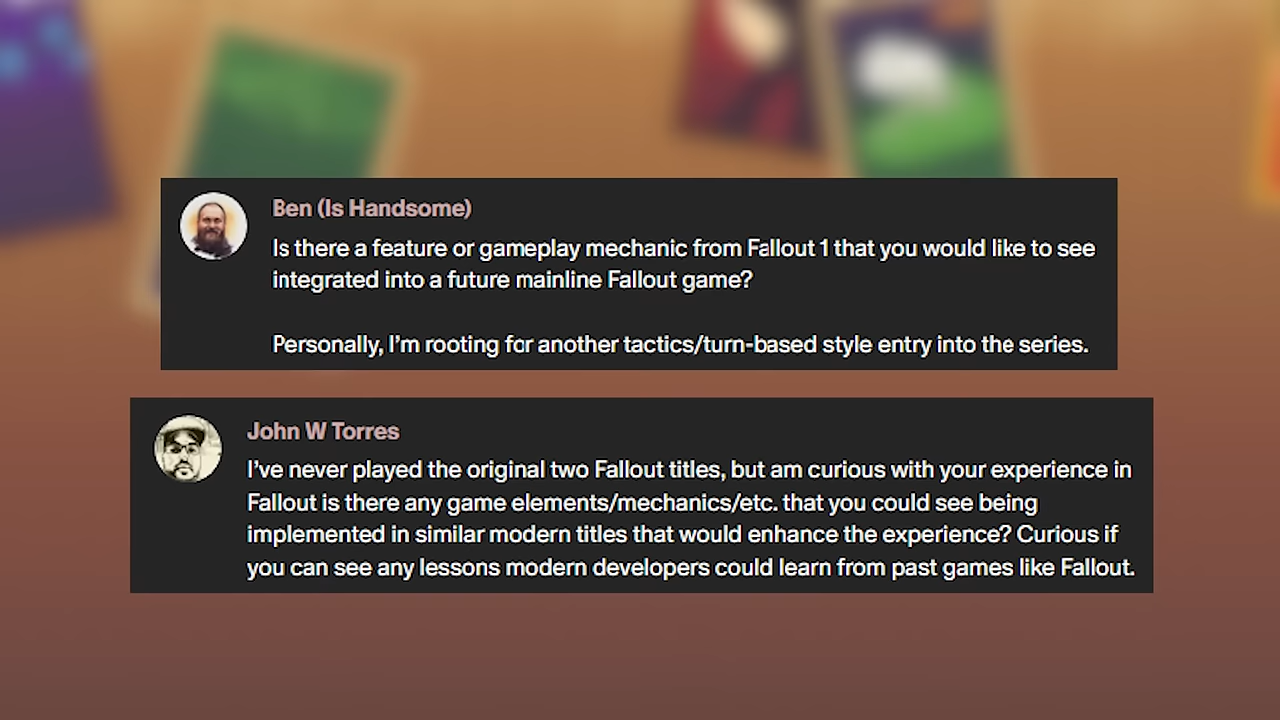 Ben (Is Handsome)
Is there a feature or gameplay mechanic from Fallout 1 that you would like to see
integrated into a future mainline Fallout game?
Personally, I’m rooting for another tactics/turn-based style entry into the series.
John W Torres
I’ve never played the original two Fallout titles, but am curious with your experience in
Fallout is there any game elements/mechanics/etc. that you could see being
implemented in similar modern titles that would enhance the experience? Curious if
you can see any lessons modern developers could learn from past games like Fallout.